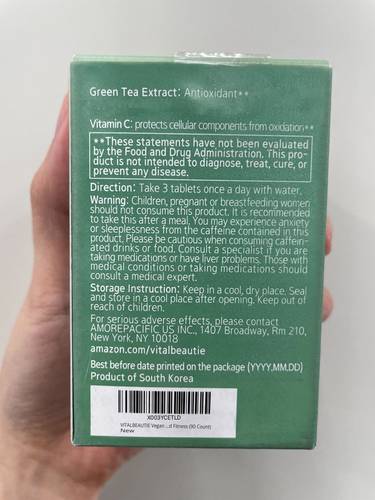 Green Tea Extract: Antioxidant**
Vitamin C: protects cellular components from oxidation**
**These statements have not been evaluated
by the Food and Drug Administration. This pro-
duct is not intended to diagnose, treat, cure, or
prevent any disease.
Direction: Take 3 tablets once a day with water.
Warning: Children, pregnant or breastfeeding women
should not consume this product. It is recommended
to take this after a meal. You may experience anxiety
or sleeplessness from the caffeine contained in this
product. Please be cautious when consuming caffein-
ated drinks or food. Consult a specialist if you are
taking medications or have liver problems. Those with
medical conditions or taking medications should
consult a medical expert.
Storage Instruction: Keep in a cool, dry place. Seal
and store in a cool place after opening. Keep out of
reach of children.
For serious adverse effects, please contact
AMOREPACIFIC US INC., 1407 Broadway, Rm 210,
New York, NY 10018
amazon.com/vitalbeautie
Best before date printed on the package (YYYY.MM.DD)
Product of South Korea
X003YCETLD
VITALBEAUTIE Vegan ...d Fitness (90 Count)
New